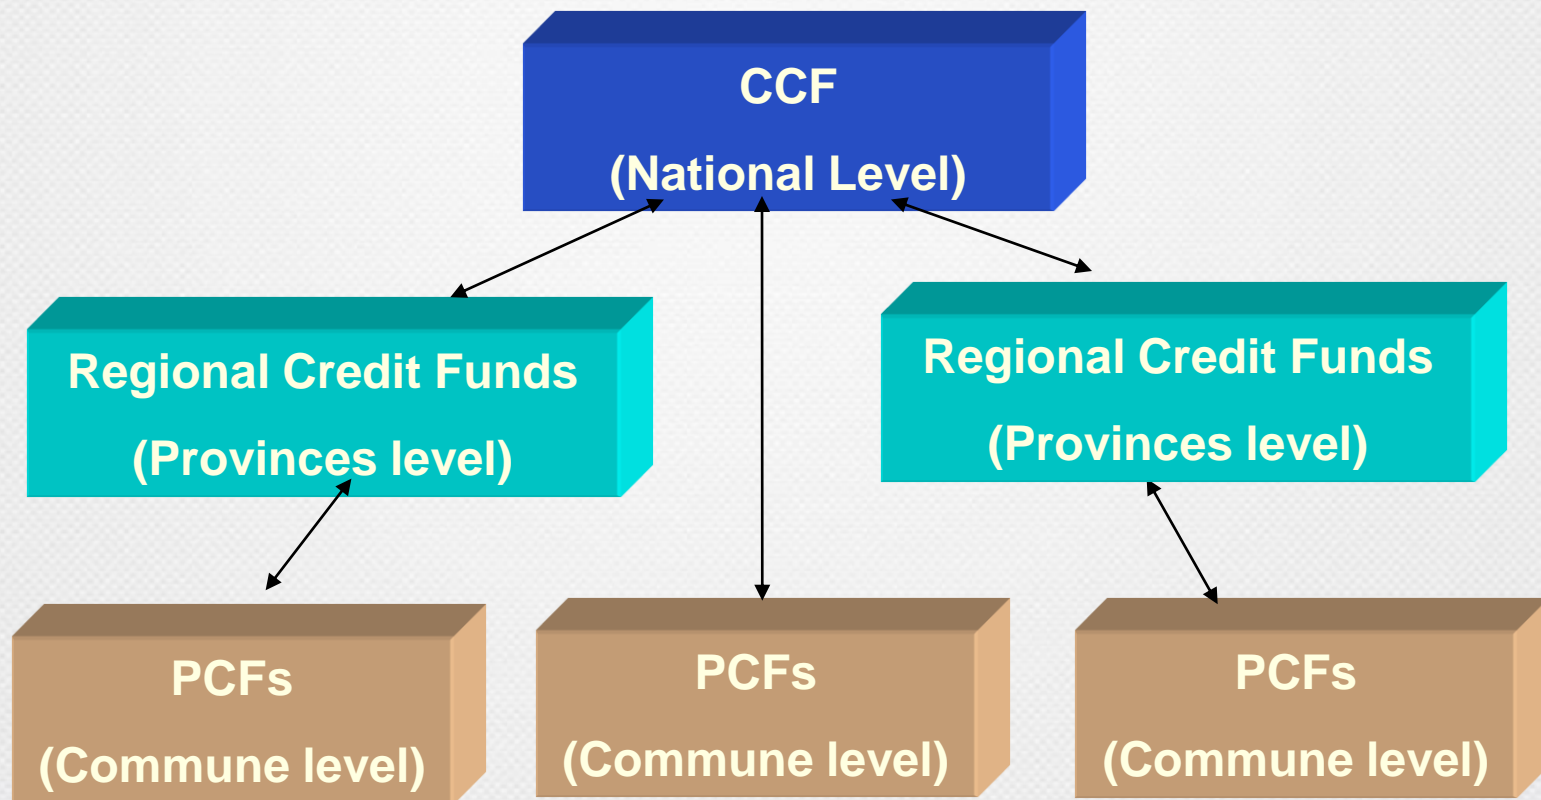 CCF
(National Level)
Regional Credit Funds
(Provinces level)
Regional Credit Funds
(Provinces level)
PCFs
(Commune level)
PCFs
(Commune level)
PCFs
(Commune level)